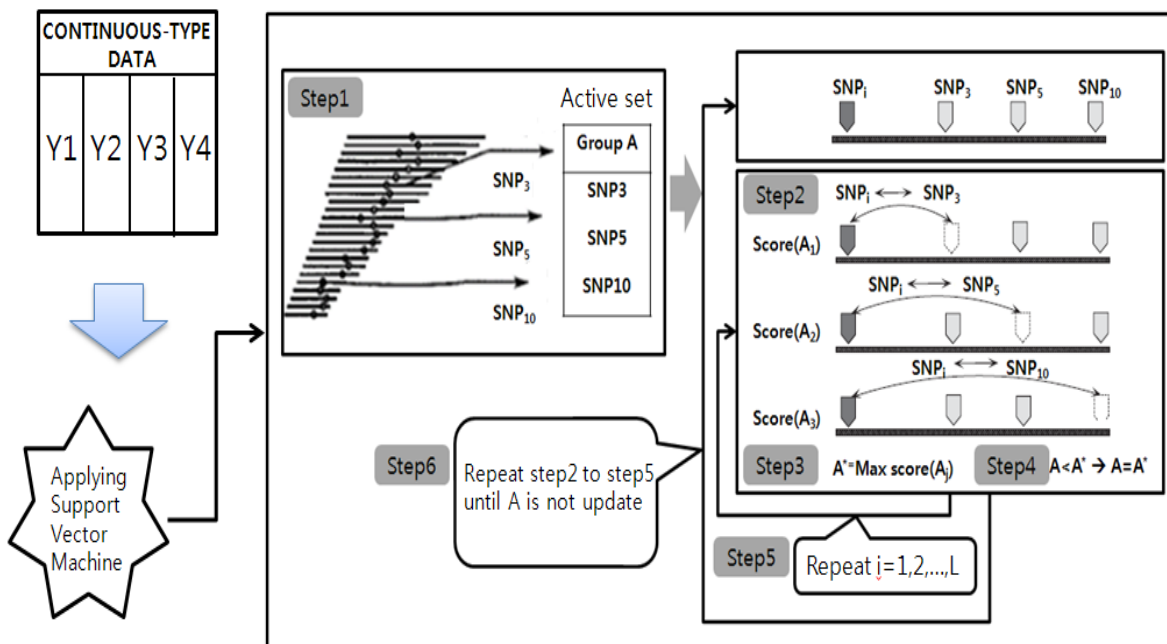 CONTINUOUS-TYPE
DATA
Y1 Y2 Y3 Y4
Applying
Support
Vector
Machine
Step1
Active set
Group A
SNP3
SNP5
SNP10
SNP₃
SNP₅
SNP₁₀
SNPᵢ SNP₃ SNP₅ SNP₁₀
Step2
SNPᵢ SNP₃
Score(A₁)
SNPᵢ SNP₅
Score(A₂)
SNPᵢ SNP₁₀
Score(A₃)
Step3 A*=Max score(Aⱼ) Step4 A<A* → A=A*
Step5
Repeat i=1,2,...,L
Step6
Repeat step2 to step5
until A is not update